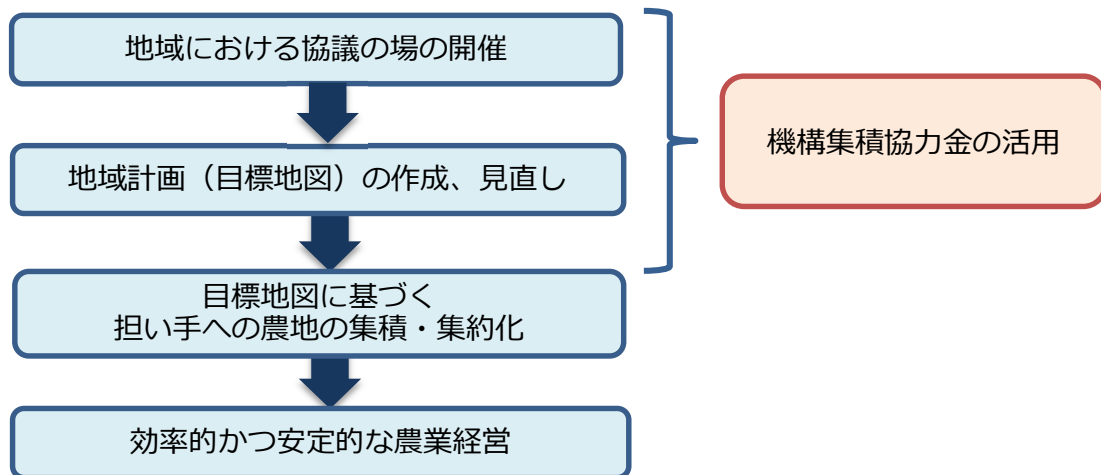 地域における協議の場の開催
機構集積協力金の活用
地域計画（目標地図）の作成、見直し
目標地図に基づく
担い手への農地の集積・集約化
効率的かつ安定的な農業経営